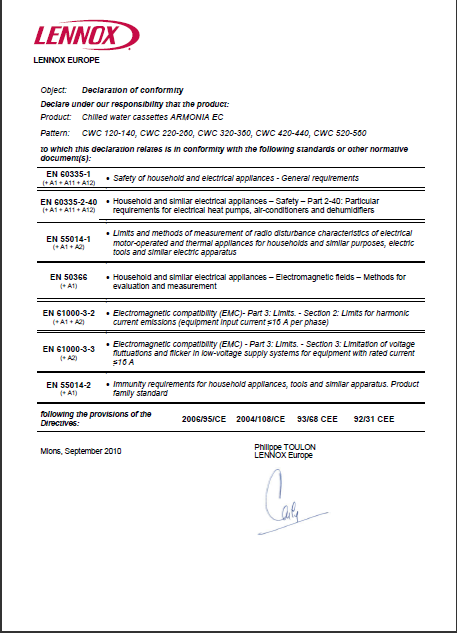 LENNOX
LENNOX EUROPE
Object: Declaration of conformity
Declare under our responsibility that the product:
Product: Chilled water cassettes ARMONIA EC
Pattern: CWC 120-140, CWC 220-260, CWC 320-360, CWC 420-440, CWC 520-560
to which this declaration relates is in conformity with the following standards or other normative
document(s):
EN 60335-1
(+ A1 + A11 + A12)
• Safety of household and electrical appliances - General requirements
EN 60335-2-40
(+ A1 + A11 + A12)
• Household and similar electrical appliances – Safety – Part 2-40: Particular
requirements for electrical heat pumps, air-conditioners and dehumidifiers
EN 55014-1
(+ A1 + A2)
• Limits and methods of measurement of radio disturbance characteristics of electrical
motor-operated and thermal appliances for households and similar purposes, electric
tools and similar electric apparatus
EN 50366
(+ A1)
• Household and similar electrical appliances – Electromagnetic fields – Methods for
evaluation and measurement
EN 61000-3-2
(+ A1 + A2)
• Electromagnetic compatibility (EMC)- Part 3: Limits. - Section 2: Limits for harmonic
current emissions (equipment input current ≤16 A per phase)
EN 61000-3-3
(+ A2)
• Electromagnetic compatibility (EMC) - Part 3: Limits. - Section 3: Limitation of voltage
fluttuations and flicker in low-voltage supply systems for equipment with rated current
≤16 A
EN 55014-2
(+ A1)
• Immunity requirements for household appliances, tools and similar apparatus. Product
family standard
following the provisions of the
Directives: 2006/95/CE 2004/108/CE 93/68 CEE 92/31 CEE
Mions, September 2010
Philippe TOULON
LENNOX Europe